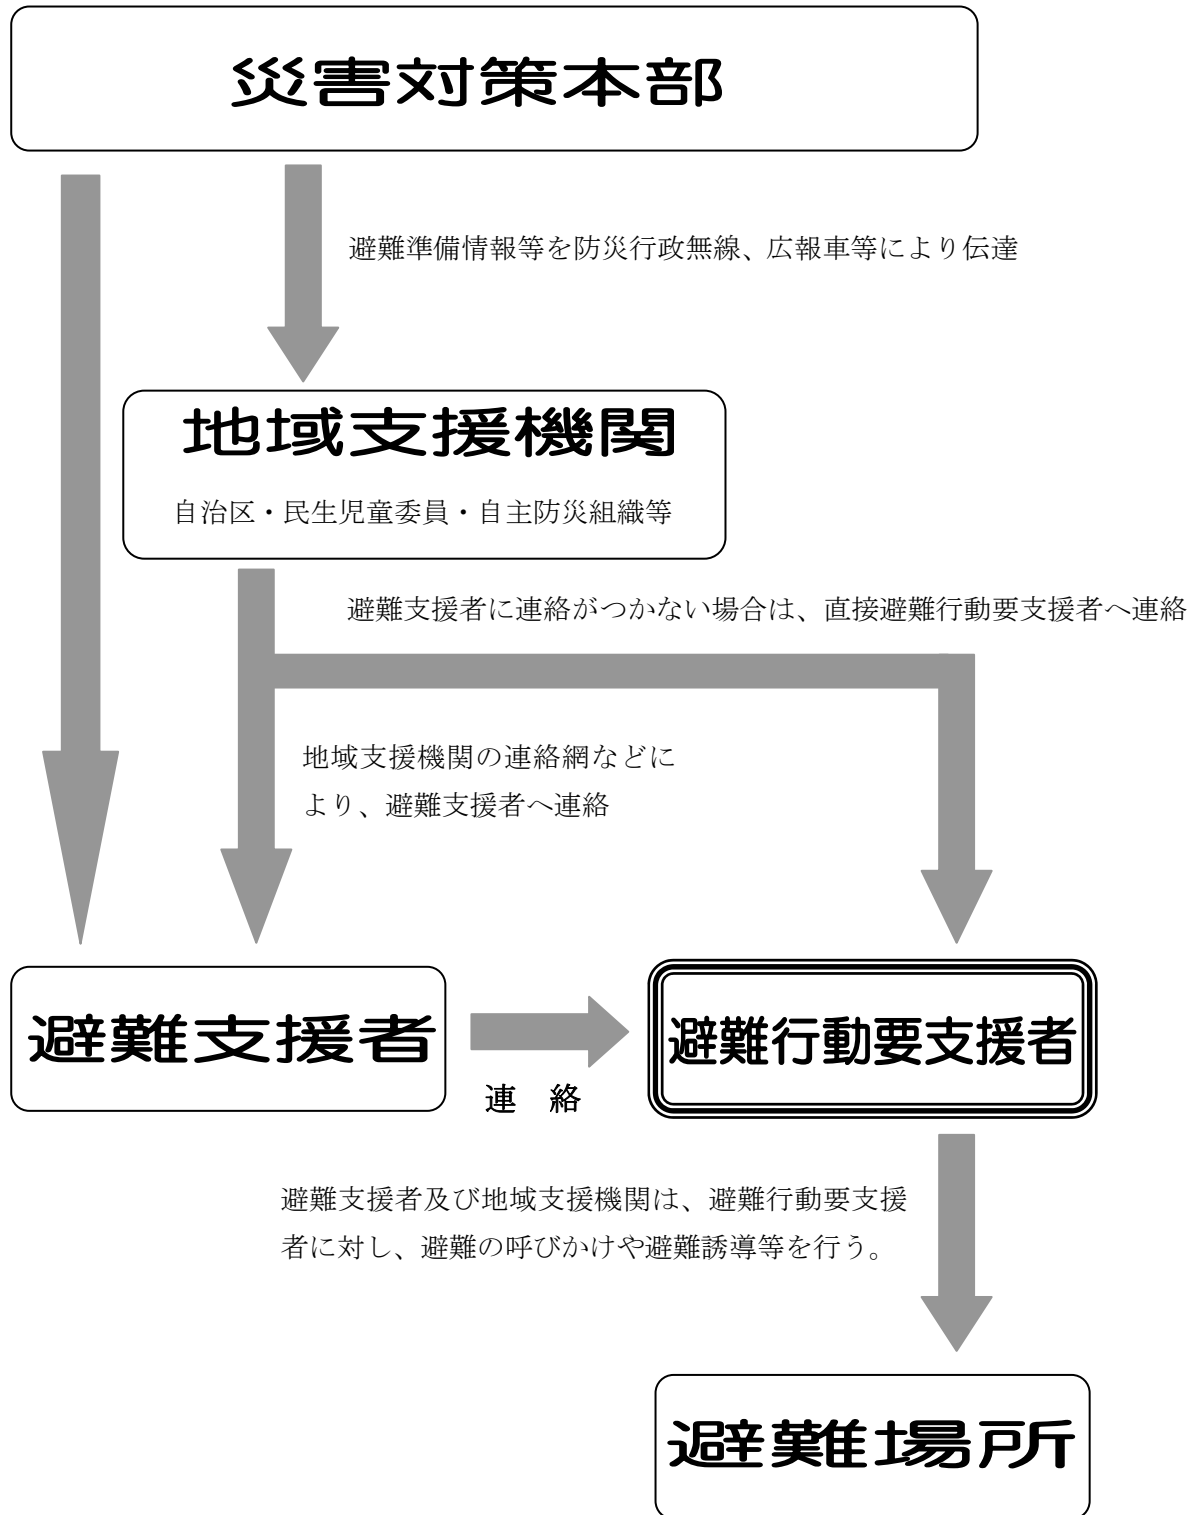 災害対策本部
避難準備情報等を防災行政無線、広報車等により伝達
地域支援機関
自治区・民生児童委員・自主防災組織等
避難支援者に連絡がつかない場合は、直接避難行動要支援者へ連絡
地域支援機関の連絡網などに
より、避難支援者へ連絡
避難支援者
連 絡
避難行動要支援者
避難支援者及び地域支援機関は、避難行動要支援
者に対し、避難の呼びかけや避難誘導等を行う。
避難場所